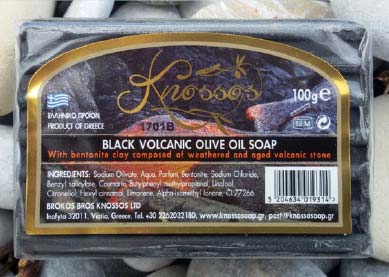 Knossos
100g e
1701B
12 M
ΕΛΛΗΝΙΚΟ ΠΡΟΪΟΝ
PRODUCT OF GREECE
BLACK VOLCANIC OLIVE OIL SOAP
With bentonite clay composed of weathered and aged volcanic stone
INGREDIENTS: Sodium Olivate, Aqua, Parfum, Bentonite, Sodium Chloride,
Benzyl salicylate, Coumarin, Butylphenyl methylpropional, Linalool,
Citronellol, Hexyl cinnamal, Limonene, Alpha-isomethyl Ionone, CI 77266
BROKOS BROS KNOSSOS LTD
Inofyta 32011, Viotia, Greece, Tel. +30 2262032180, www.knossosoap.gr, post@knossosoap.gr
5 204634 019314